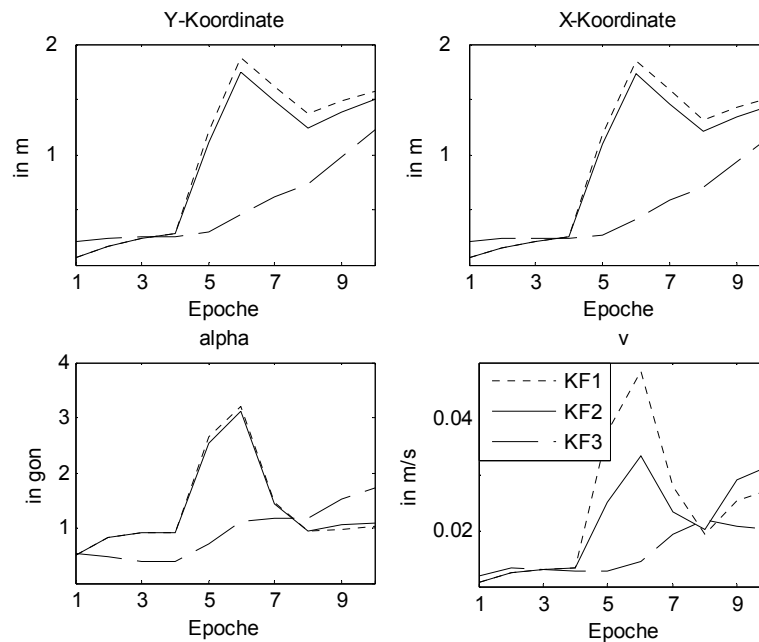 Y-Koordinate
2
1
in m
1 3 5 7 9
Epoche
X-Koordinate
2
1
in m
1 3 5 7 9
Epoche
alpha
4
3
2
1
in gon
1 3 5 7 9
Epoche
v
KF1
KF2
KF3
0.04
0.02
in m/s
1 3 5 7 9
Epoche